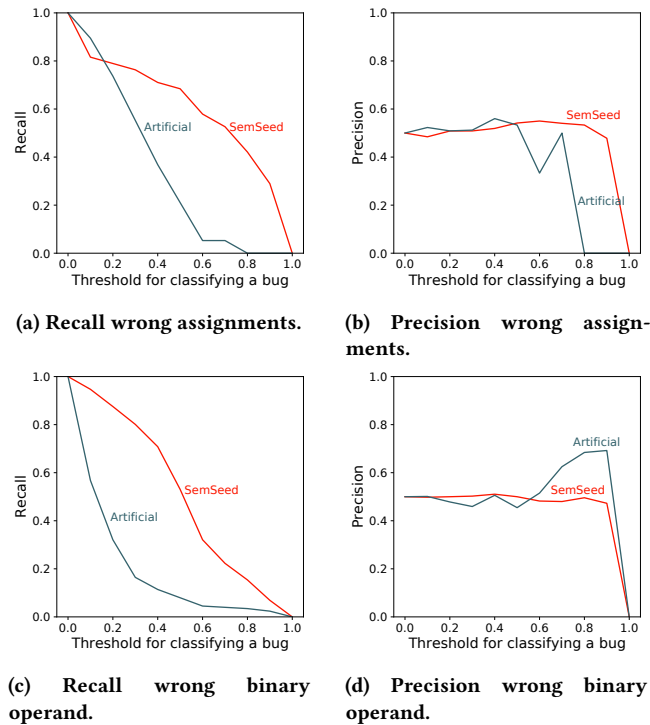 1.0
0.8
0.6
0.4
0.2
0.0
Recall
Artificial
SemSeed
0.0 0.2 0.4 0.6 0.8 1.0
Threshold for classifying a bug
(a) Recall wrong assignments.
1.0
0.8
0.6
0.4
0.2
0.0
Precision
SemSeed
Artificial
0.0 0.2 0.4 0.6 0.8 1.0
Threshold for classifying a bug
(b) Precision wrong assign-
ments.
1.0
0.8
0.6
0.4
0.2
0.0
Recall
SemSeed
Artificial
0.0 0.2 0.4 0.6 0.8 1.0
Threshold for classifying a bug
(c) Recall wrong binary
operand.
1.0
0.8
0.6
0.4
0.2
0.0
Precision
Artificial
SemSeed
0.0 0.2 0.4 0.6 0.8 1.0
Threshold for classifying a bug
(d) Precision wrong binary
operand.